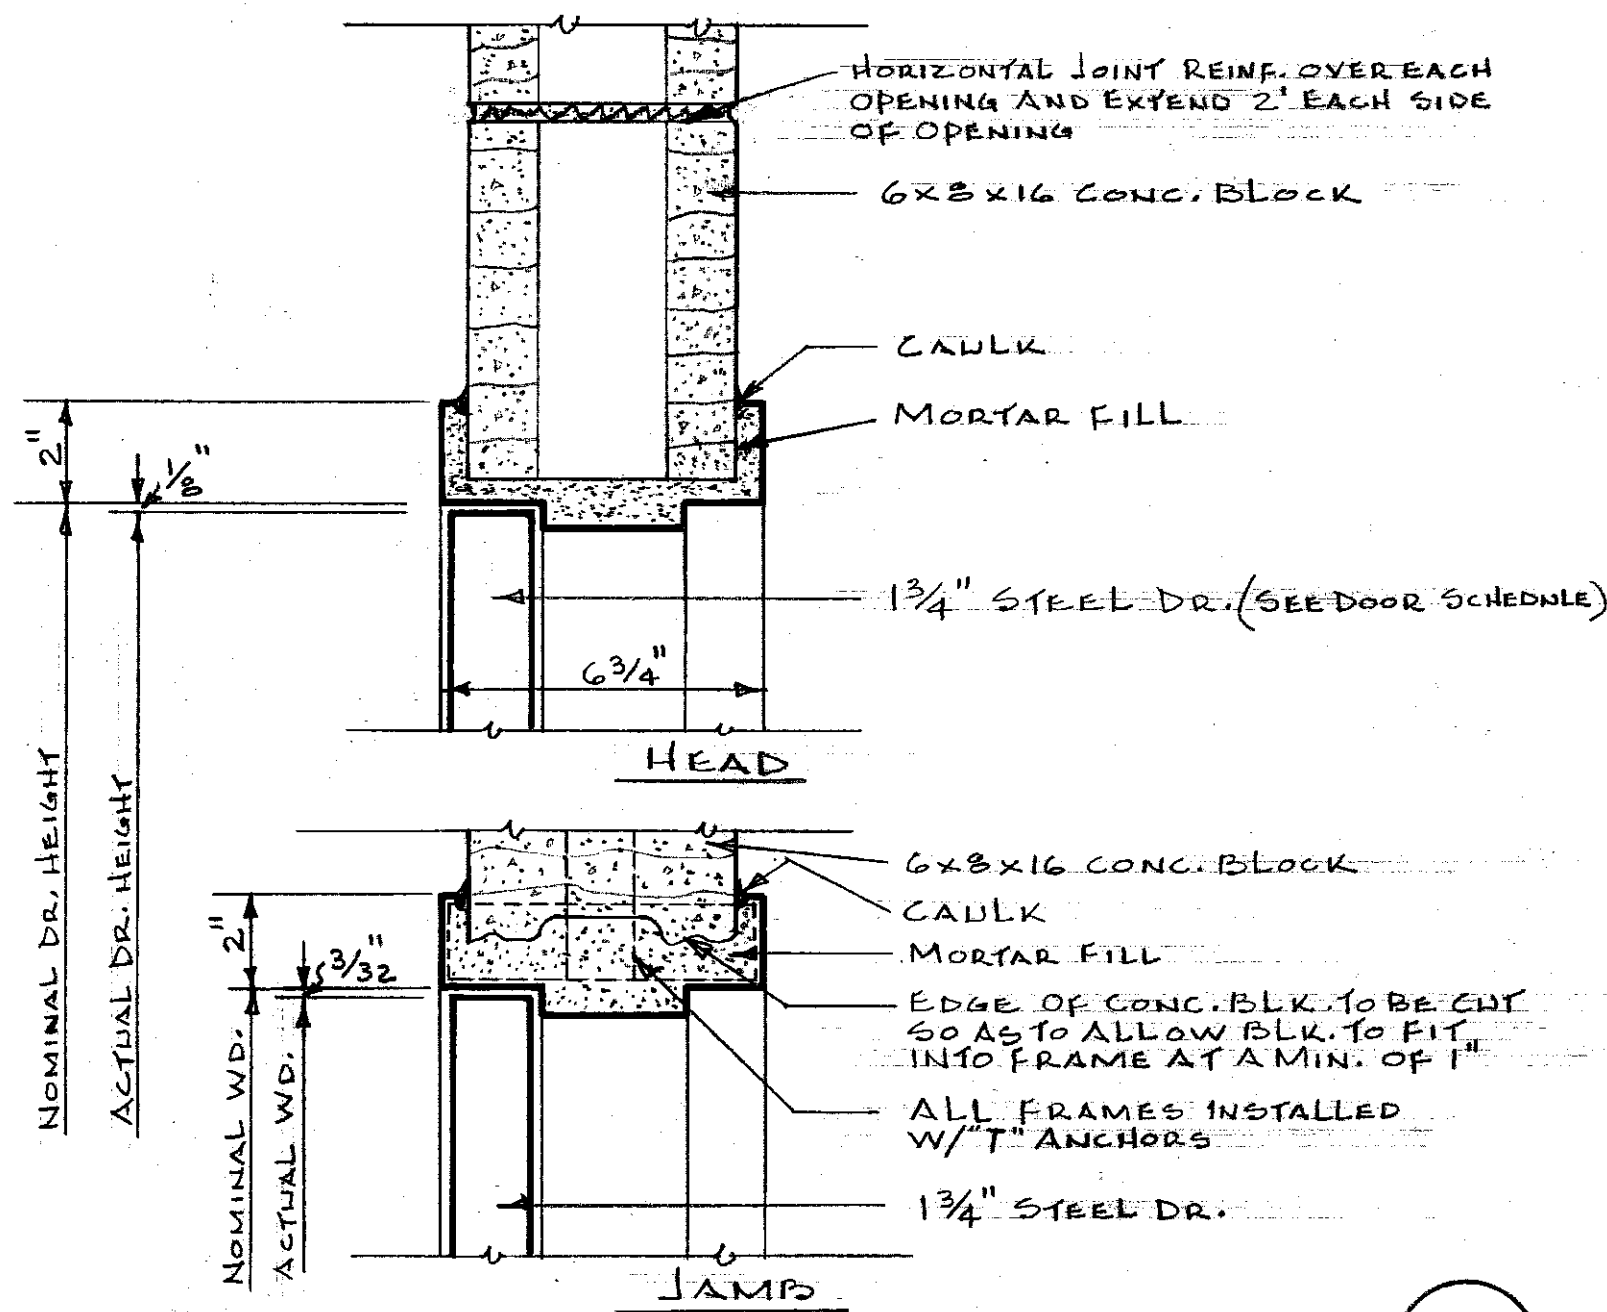 HORIZONTAL JOINT REINF. OVER EACH
OPENING AND EXTEND 2' EACH SIDE
OF OPENING
6x8x16 CONC. BLOCK
CAULK
MORTAR FILL
2"
1/8"
1 3/4" STEEL DR. (SEE DOOR SCHEDULE)
6 3/4"
HEAD
NOMINAL DR. HEIGHT
ACTUAL DR. HEIGHT
6x8x16 CONC. BLOCK
CAULK
MORTAR FILL
2"
3/32"
EDGE OF CONC. BLK. TO BE CUT
SO AS TO ALLOW BLK. TO FIT
INTO FRAME AT A MIN. OF 1"
ALL FRAMES INSTALLED
W/"T" ANCHORS
NOMINAL WD.
ACTUAL WD.
1 3/4" STEEL DR.
JAMB